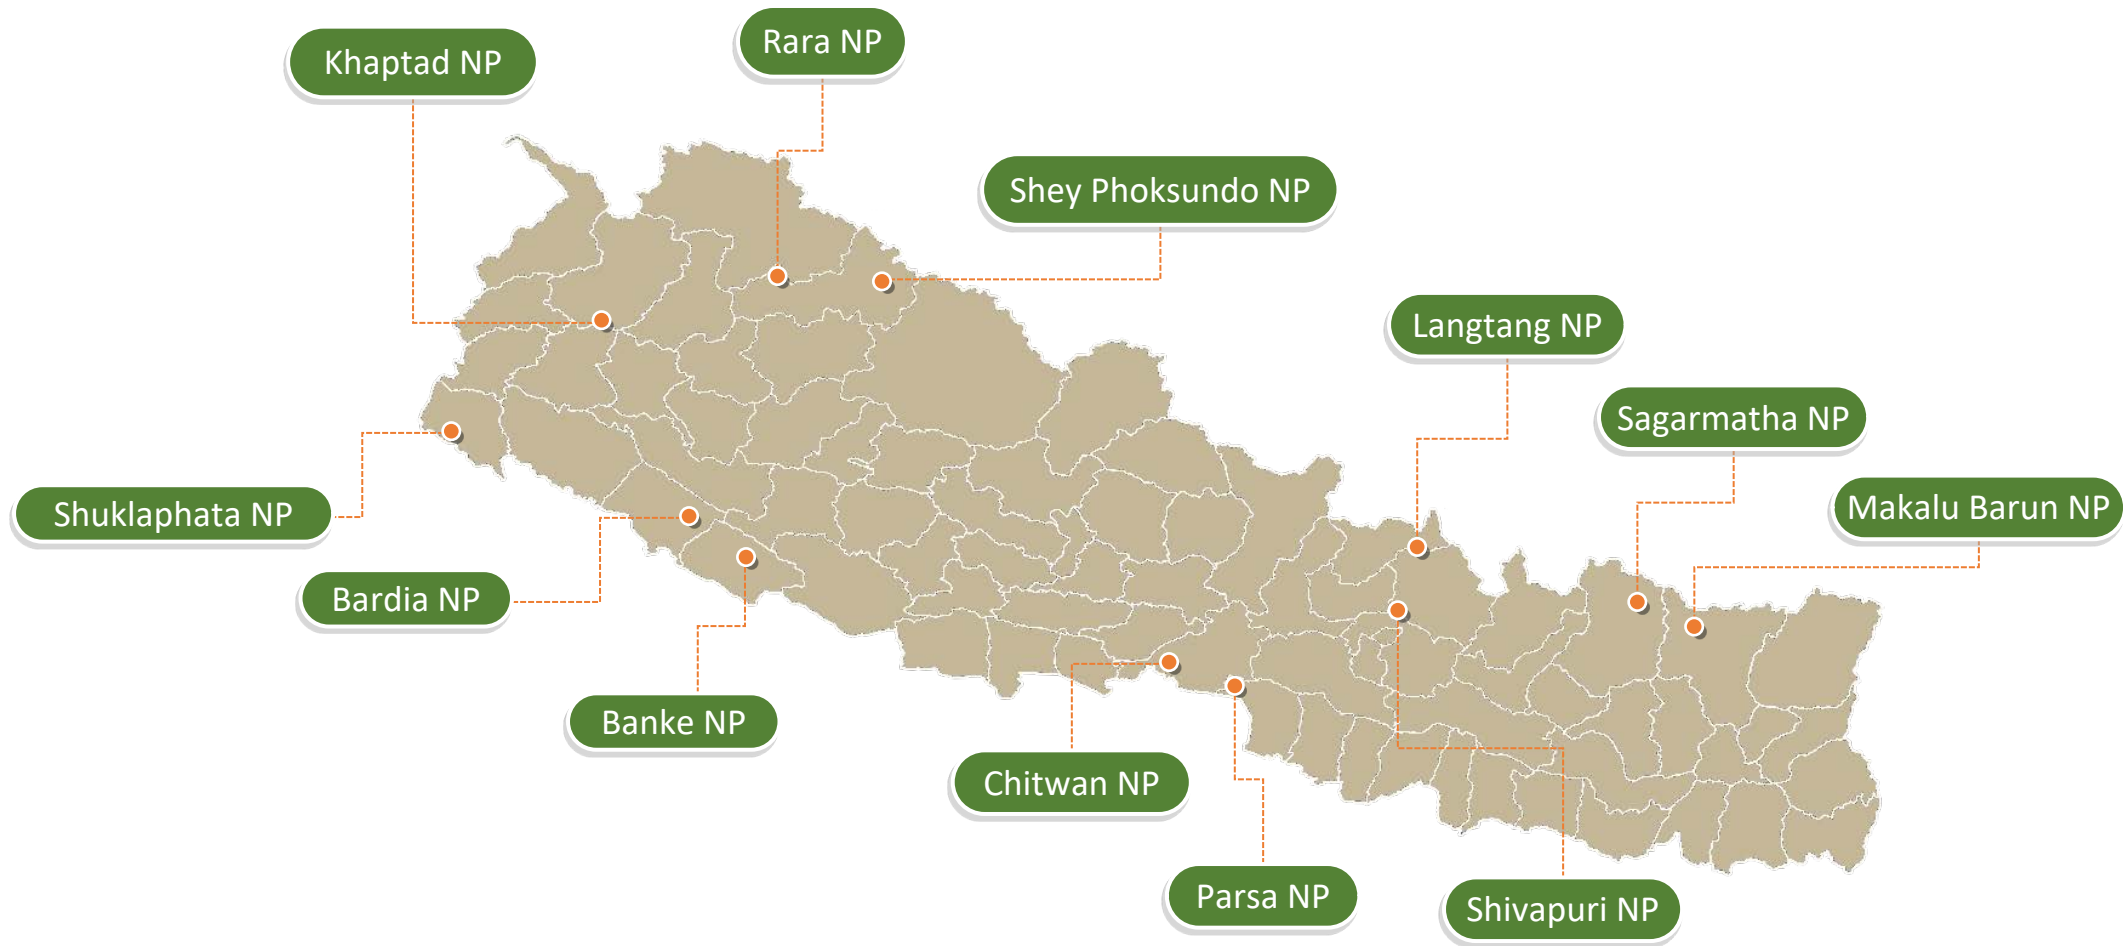 Rara NP
Khaptad NP
Shey Phoksundo NP
Langtang NP
Sagarmatha NP
Makalu Barun NP
Shuklaphata NP
Bardia NP
Banke NP
Chitwan NP
Parsa NP
Shivapuri NP